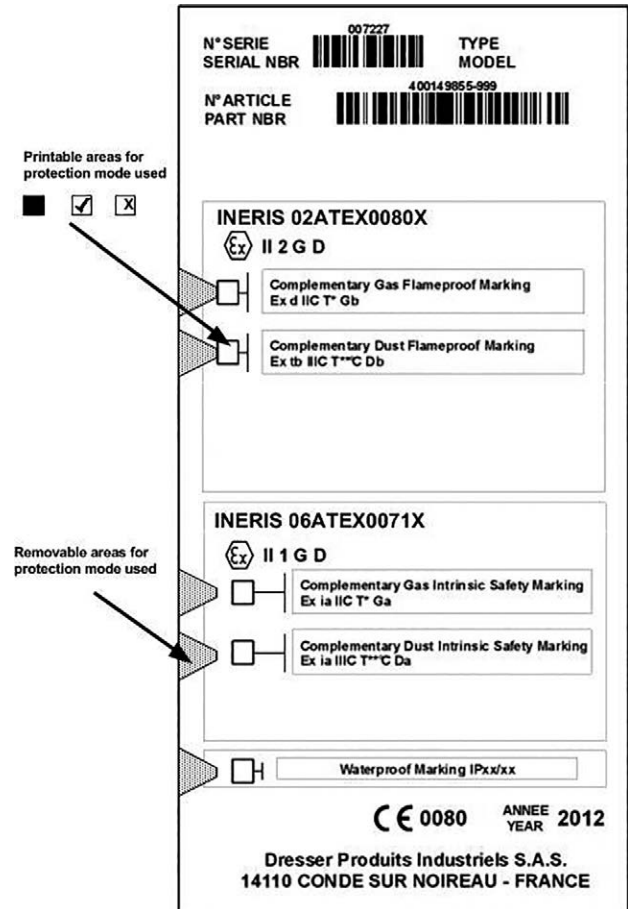 007227
N°SERIE
SERIAL NBR
TYPE
MODEL
400149855-999
N°ARTICLE
PART NBR
Printable areas for
protection mode used
INERIS 02ATEX0080X
Ex II 2 G D
Complementary Gas Flameproof Marking
Ex d IIC T* Gb
Complementary Dust Flameproof Marking
Ex tb IIIC T**°C Db
INERIS 06ATEX0071X
Removable areas for
protection mode used
Ex II 1 G D
Complementary Gas Intrinsic Safety Marking
Ex ia IIC T* Ga
Complementary Dust Intrinsic Safety Marking
Ex ia IIIC T**°C Da
Waterproof Marking IPxx/xx
CE 0080
ANNEE
YEAR 2012
Dresser Produits Industriels S.A.S.
14110 CONDE SUR NOIREAU - FRANCE